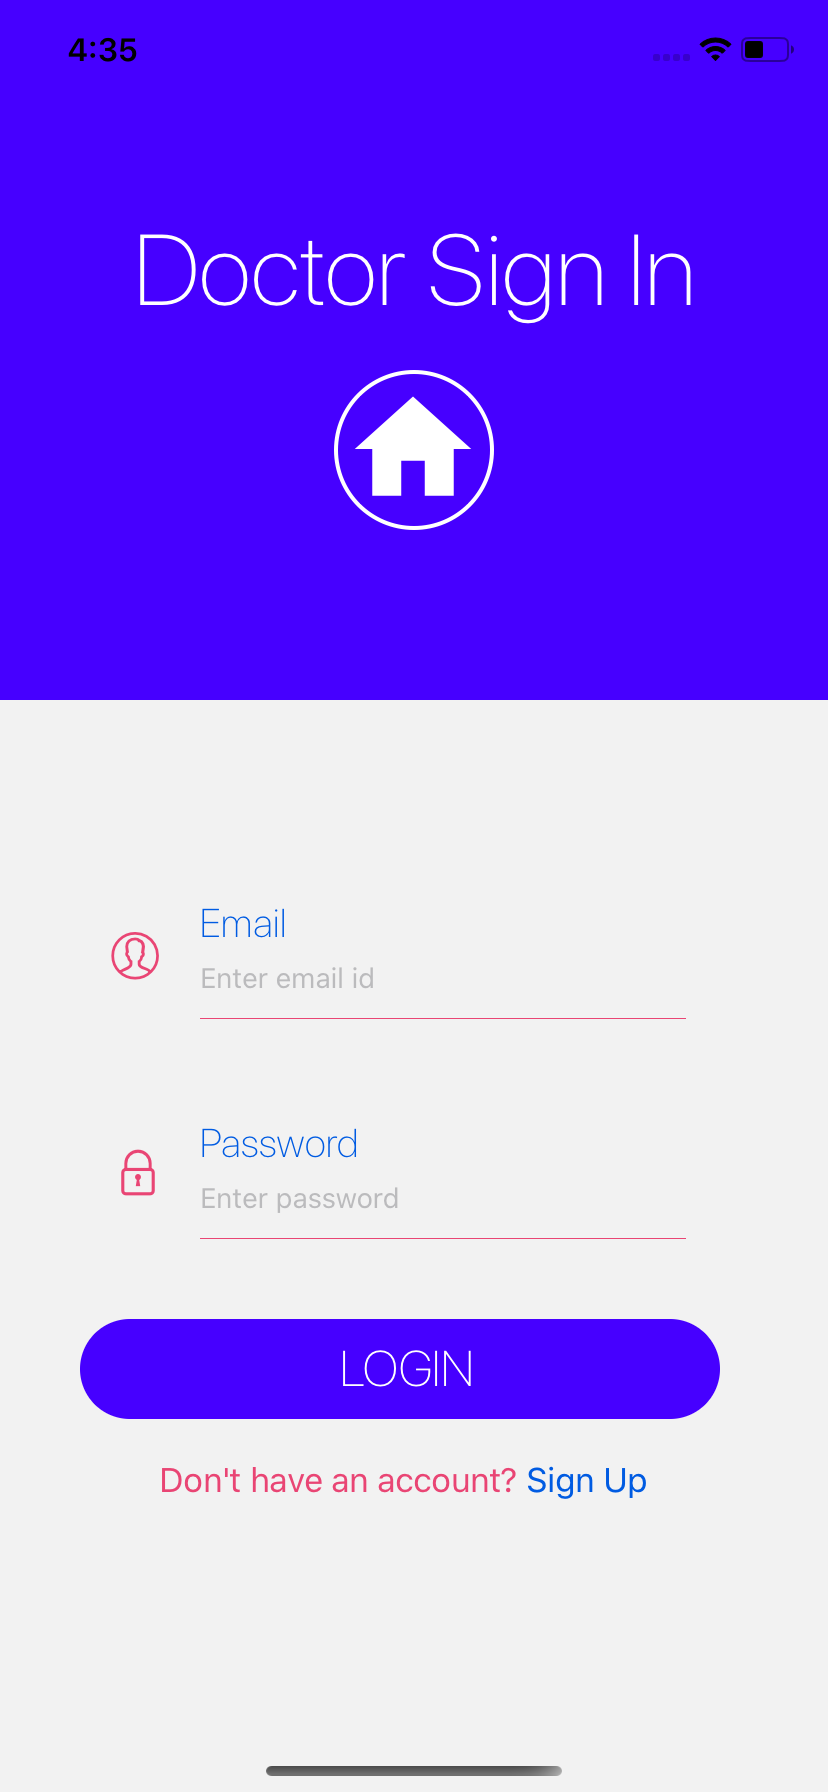 4:35
Doctor Sign In
Email
Enter email id
Password
Enter password
LOGIN
Don't have an account? Sign Up